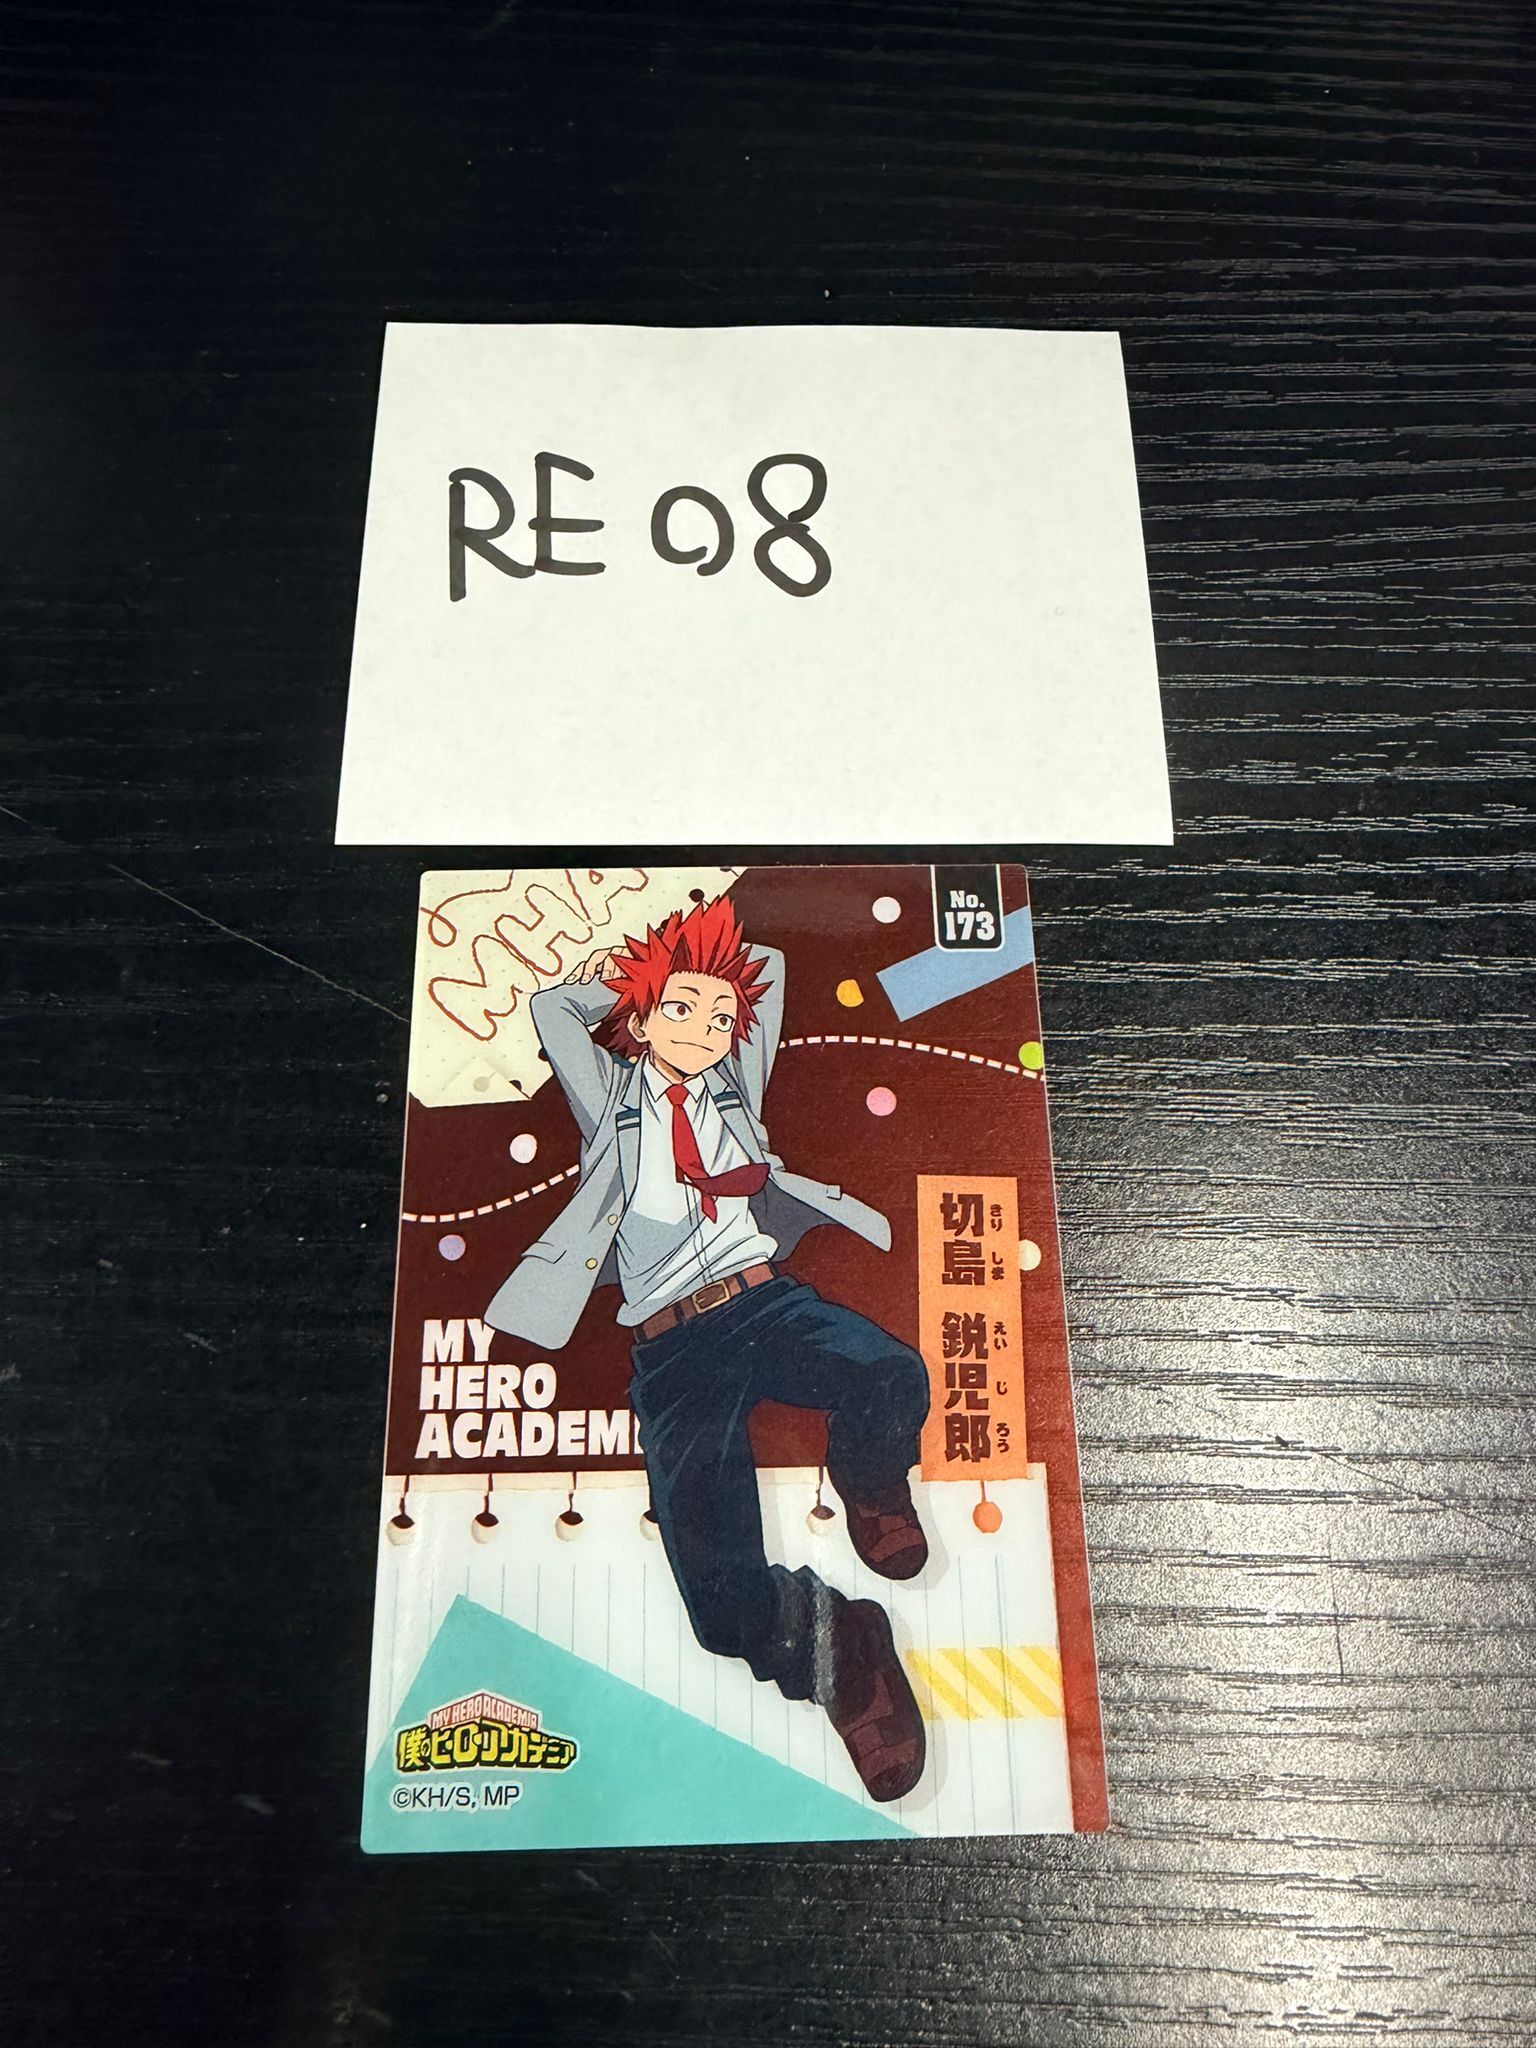 RE 08
MHA
No.
173
切島 鋭児郎
きりしま えいじろう
MY
HERO
ACADEMI
MY HERO ACADEMIA
僕のヒーローアカデミア
©KH/S, MP